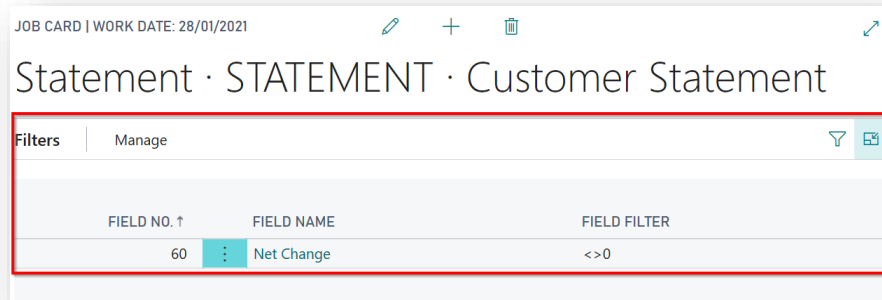 JOB CARD | WORK DATE: 28/01/2021
Statement · STATEMENT · Customer Statement
Filters | Manage
FIELD NO. ↑ FIELD NAME FIELD FILTER
60 Net Change <>0